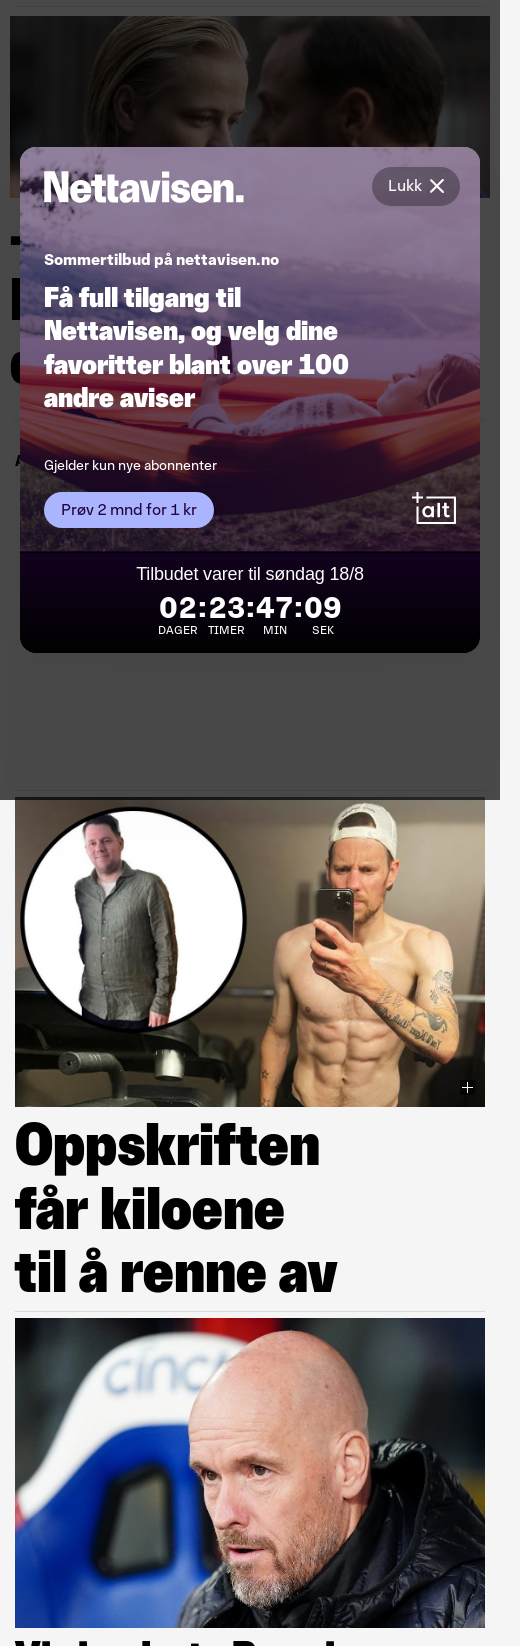 Nettavisen.
Lukk
Sommertilbud på nettavisen.no
Få full tilgang til
Nettavisen, og velg dine
favoritter blant over 100
andre aviser
Gjelder kun nye abonnenter
Prøv 2 mnd for 1 kr
+alt
Tilbudet varer til søndag 18/8
02:23:47:09
DAGER TIMER MIN SEK
Oppskriften
får kiloene
til å renne av
cinch